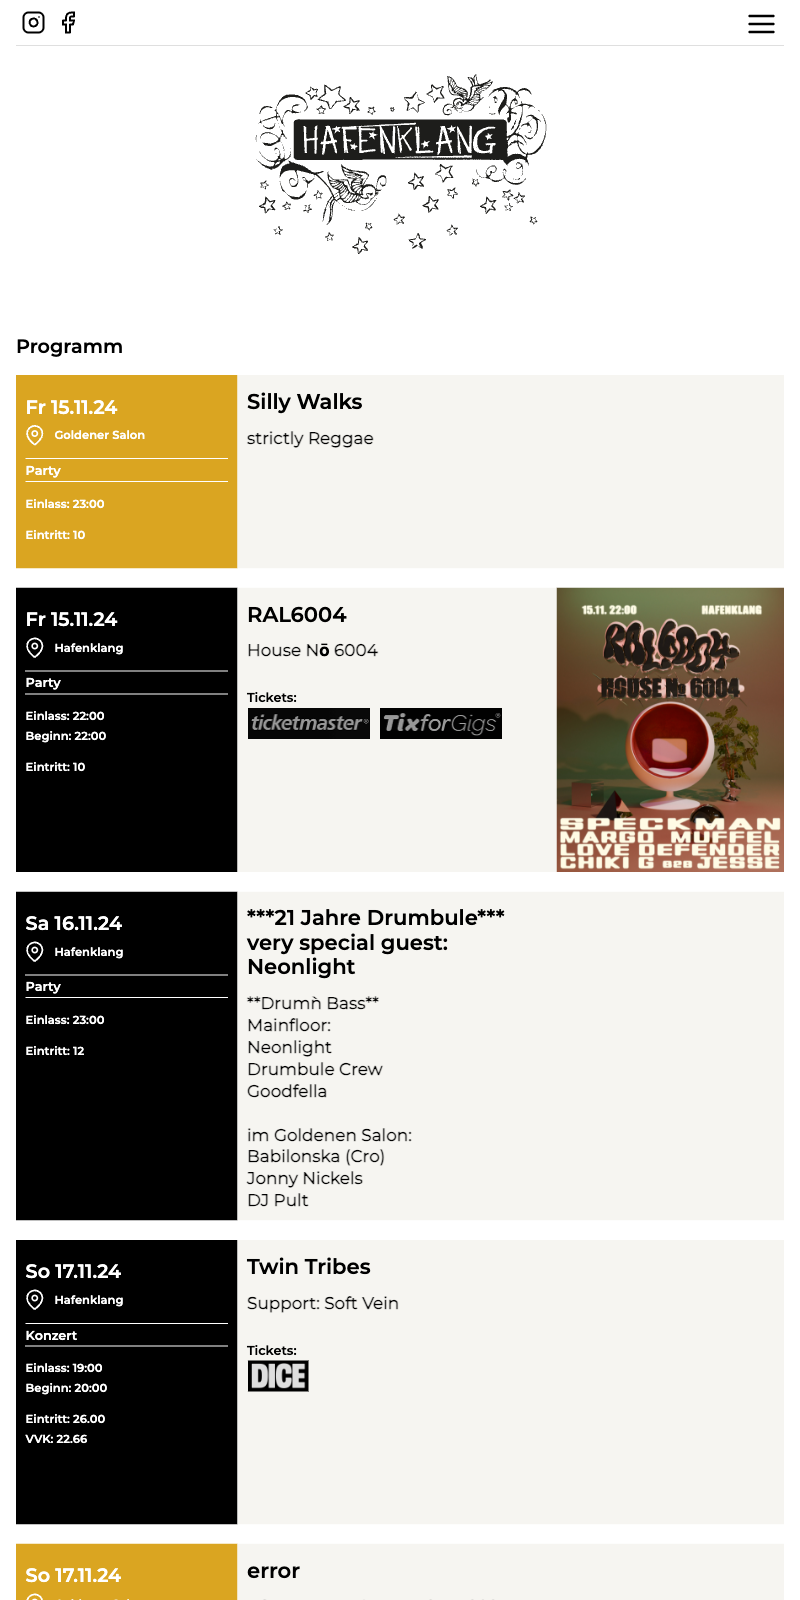 HAFENKLANG
Programm
Fr 15.11.24
Goldener Salon
Party
Einlass: 23:00
Eintritt: 10
Silly Walks
strictly Reggae
Fr 15.11.24
Hafenklang
Party
Einlass: 22:00
Beginn: 22:00
Eintritt: 10
RAL6004
House Nō 6004
Tickets:
ticketmaster® TixforGigs®
15.11. 22:00 HAFENKLANG
RAL6004
HOUSE № 6004
SPECKMAN
MARGO MUFFEL
LOVE DEFENDER
CHIKI G B2B JESSE
Sa 16.11.24
Hafenklang
Party
Einlass: 23:00
Eintritt: 12
***21 Jahre Drumbule***
very special guest:
Neonlight
**Drumǹ Bass**
Mainfloor:
Neonlight
Drumbule Crew
Goodfella
im Goldenen Salon:
Babilonska (Cro)
Jonny Nickels
DJ Pult
So 17.11.24
Hafenklang
Konzert
Einlass: 19:00
Beginn: 20:00
Eintritt: 26.00
VVK: 22.66
Twin Tribes
Support: Soft Vein
Tickets:
DICE
So 17.11.24
error